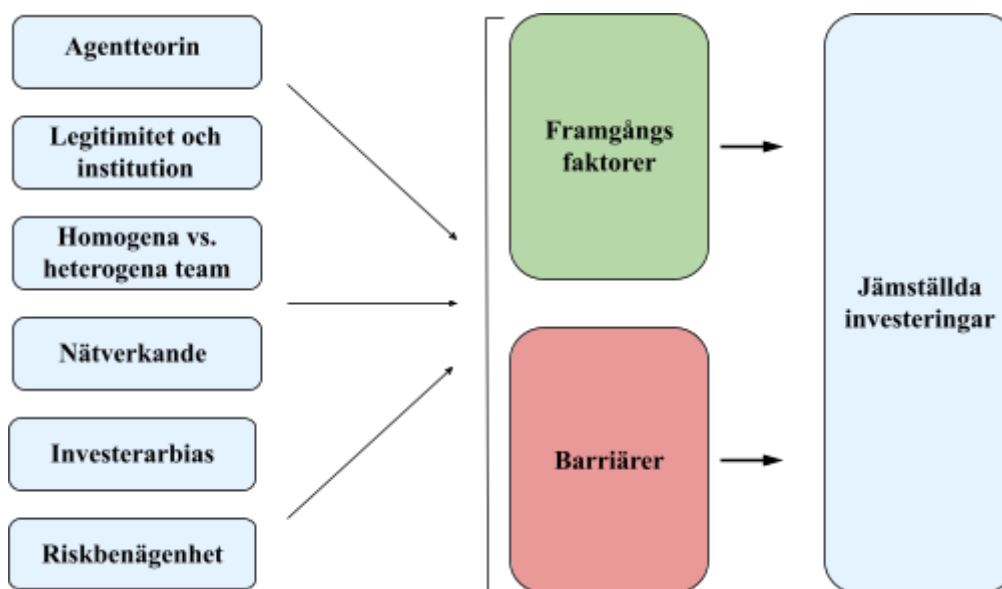 Agentteorin
Legitimitet och
institution
Homogena vs.
heterogena team
Nätverkande
Investerarbias
Riskbenägenhet
Framgångs
faktorer
Barriärer
Jämställda
investeringar